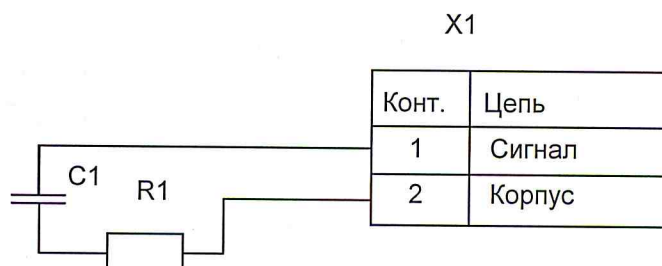 X1
Конт. Цепь
1 Сигнал
C1
R1
2 Корпус